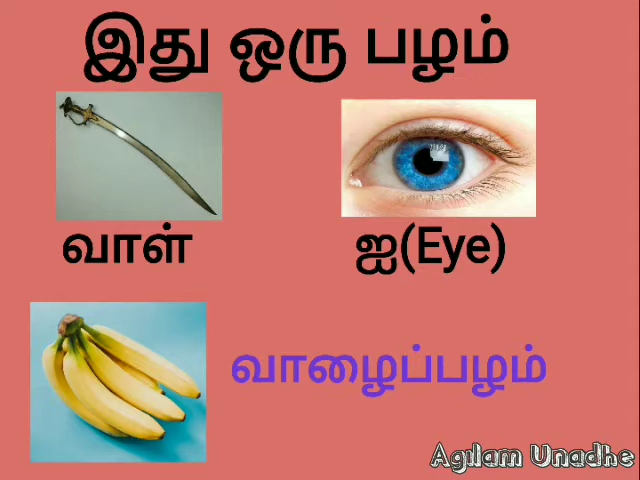 இது ஒரு பழம்
வாள்
ஐ(Eye)
வாழைப்பழம்
Agilam Unadhe